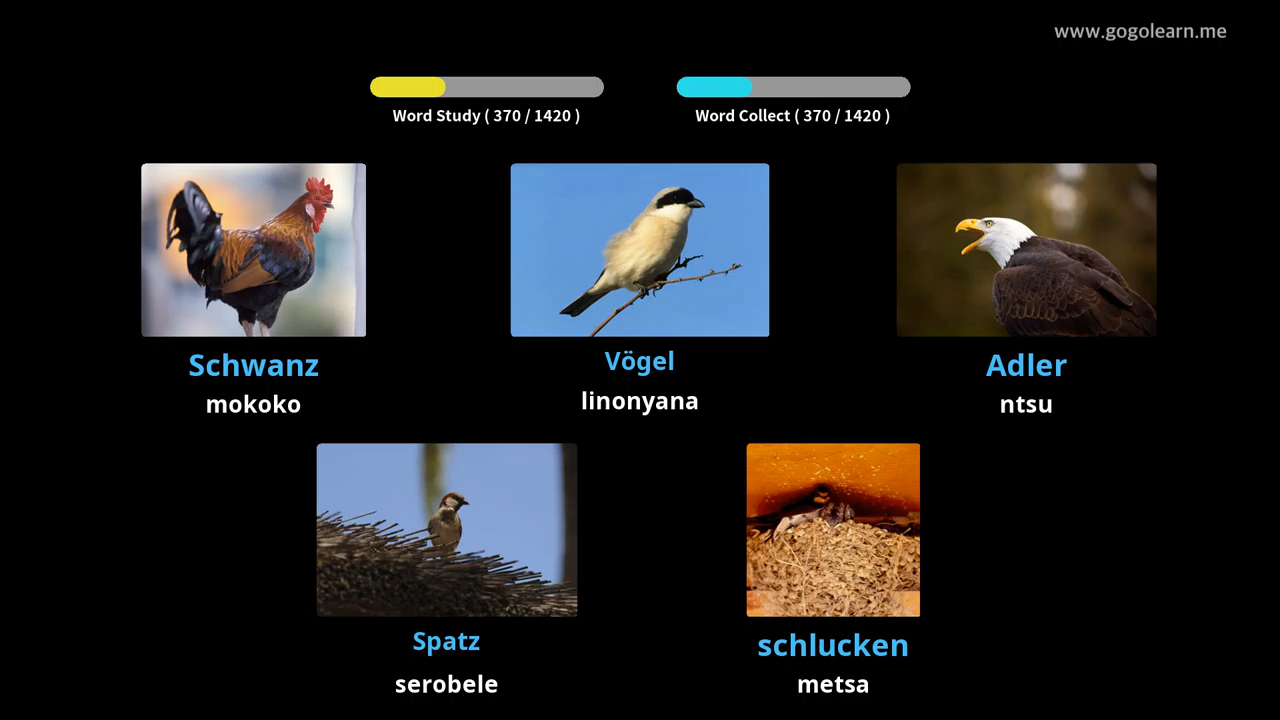 www.gogolearn.me
Word Study ( 370 / 1420 )
Word Collect ( 370 / 1420 )
Schwanz
mokoko
Vögel
linonyana
Adler
ntsu
Spatz
serobele
schlucken
metsa